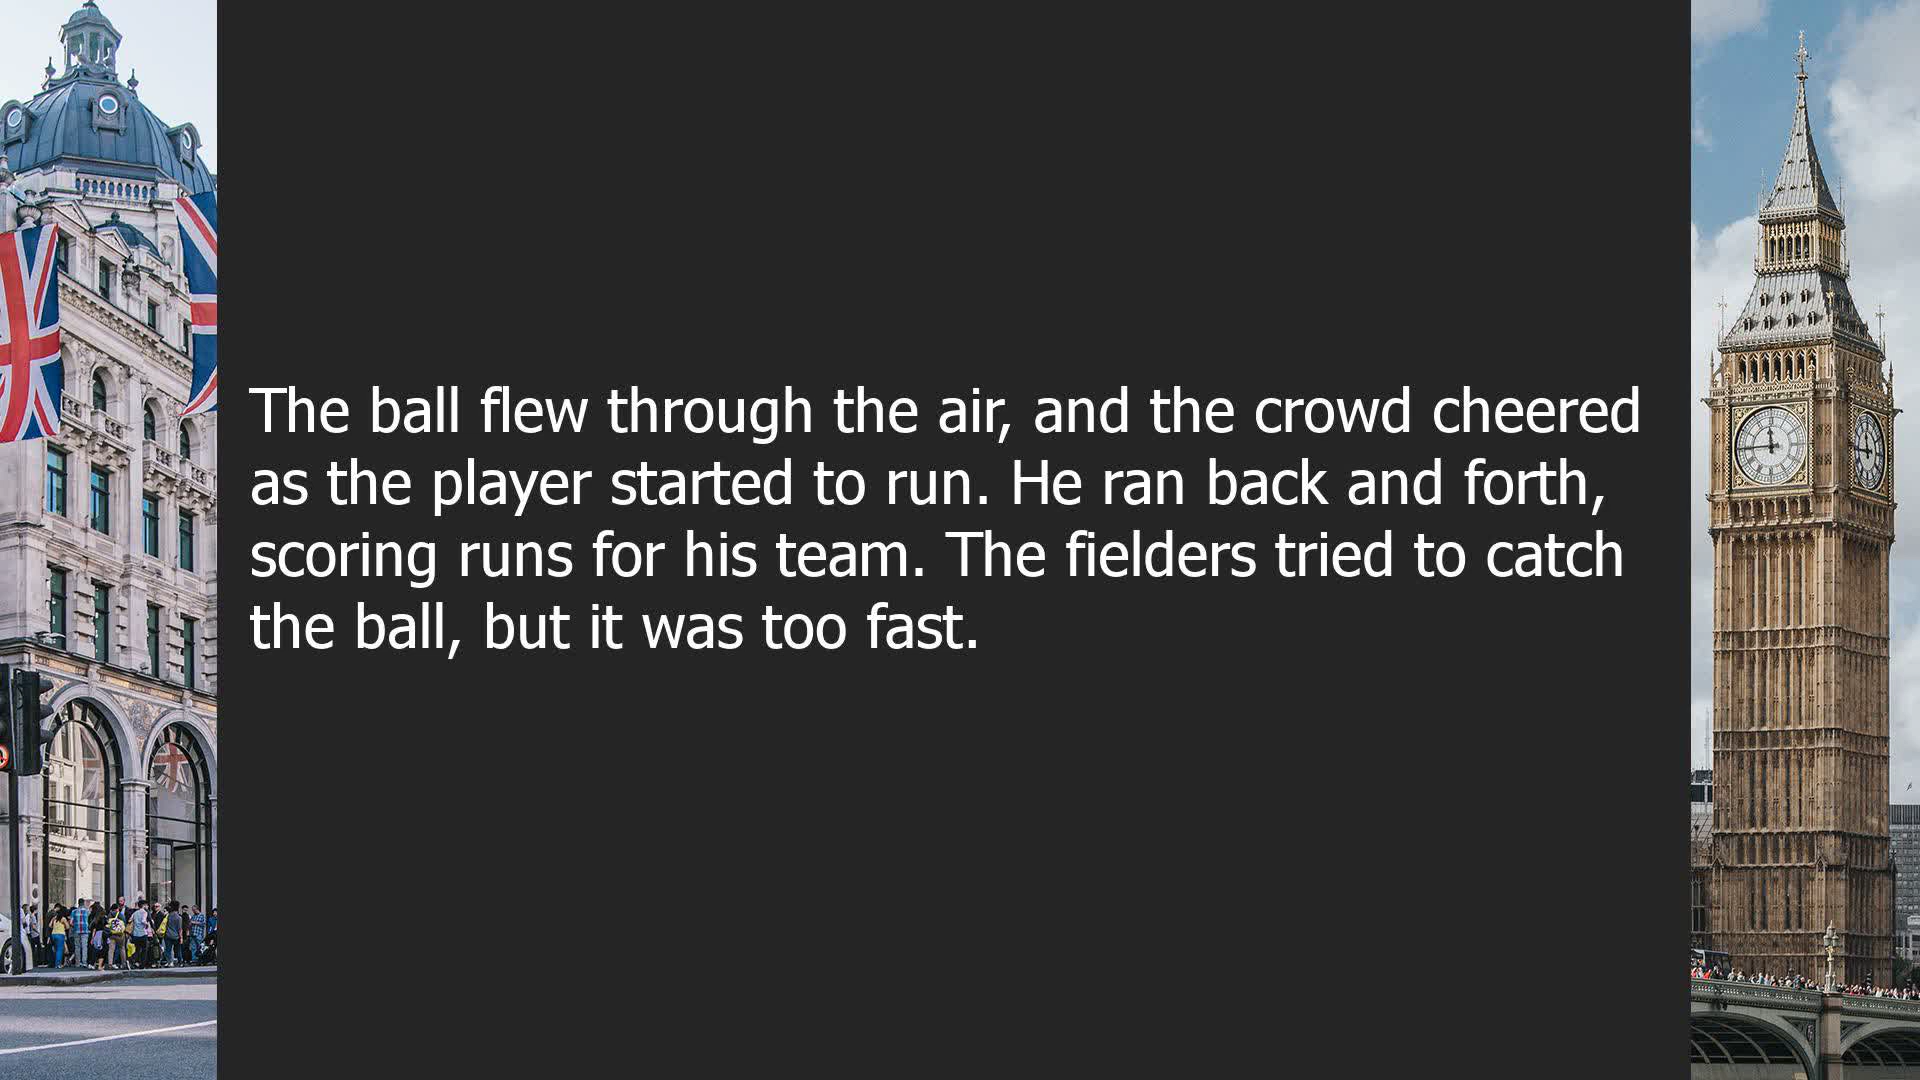 The ball flew through the air, and the crowd cheered
as the player started to run. He ran back and forth,
scoring runs for his team. The fielders tried to catch
the ball, but it was too fast.